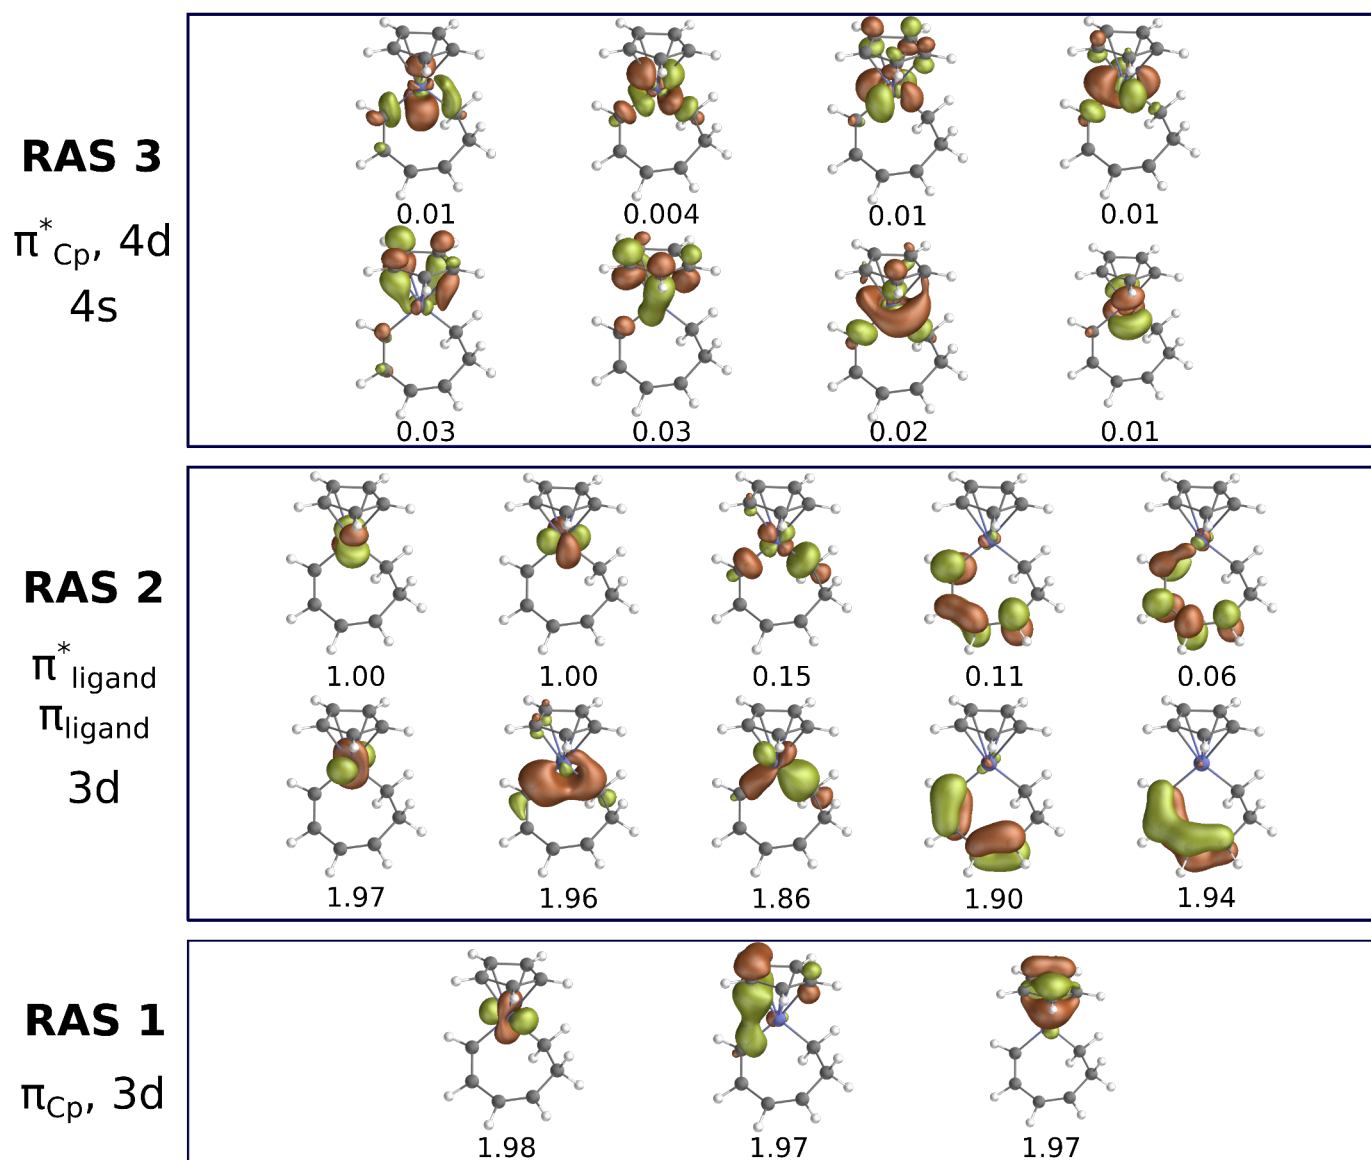 RAS 3
π*Cp, 4d
4s
0.01 0.004 0.01 0.01
0.03 0.03 0.02 0.01
RAS 2
π*ligand
πligand
3d
1.00 1.00 0.15 0.11 0.06
1.97 1.96 1.86 1.90 1.94
RAS 1
πCp, 3d
1.98 1.97 1.97